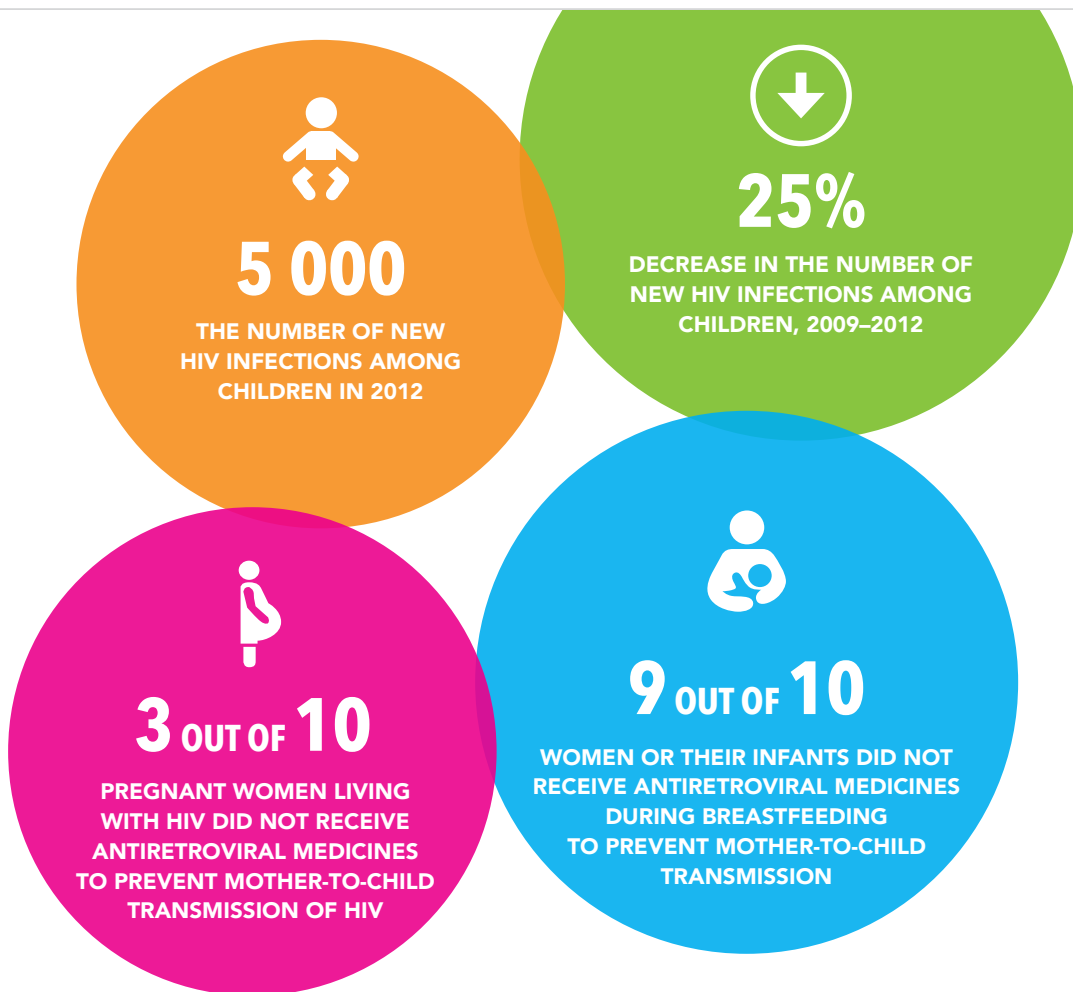 5 000
THE NUMBER OF NEW
HIV INFECTIONS AMONG
CHILDREN IN 2012
25%
DECREASE IN THE NUMBER OF
NEW HIV INFECTIONS AMONG
CHILDREN, 2009–2012
3 OUT OF 10
PREGNANT WOMEN LIVING
WITH HIV DID NOT RECEIVE
ANTIRETROVIRAL MEDICINES
TO PREVENT MOTHER-TO-CHILD
TRANSMISSION OF HIV
9 OUT OF 10
WOMEN OR THEIR INFANTS DID NOT
RECEIVE ANTIRETROVIRAL MEDICINES
DURING BREASTFEEDING
TO PREVENT MOTHER-TO-CHILD
TRANSMISSION